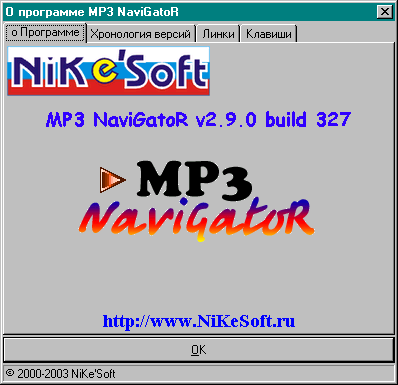 О программе MP3 NaviGatoR
о Программе
Хронология версий
Линки
Клавиши
NiKe'Soft
MP3 NaviGatoR v2.9.0 build 327
MP3
NaviGatoR
http://www.NiKeSoft.ru
OK
© 2000-2003 NiKe'Soft